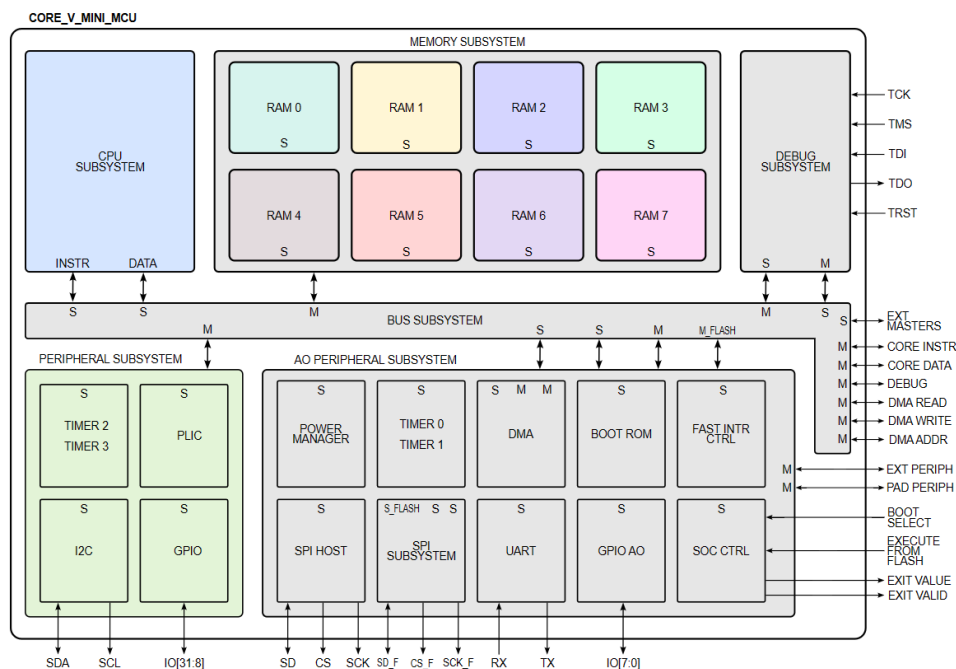 CORE_V_MINI_MCU
MEMORY SUBSYSTEM
CPU
SUBSYSTEM
INSTR
DATA
RAM 0
S
RAM 1
S
RAM 2
S
RAM 3
S
RAM 4
S
RAM 5
S
RAM 6
S
RAM 7
S
DEBUG
SUBSYSTEM
S
M
TCK
TMS
TDI
TDO
TRST
S
S
M
M
S
BUS SUBSYSTEM
M
S
S
M
M_FLASH
S
M
M
M
M
M
M
EXT
MASTERS
CORE INSTR
CORE DATA
DEBUG
DMA READ
DMA WRITE
DMA ADDR
PERIPHERAL SUBSYSTEM
S
TIMER 2
TIMER 3
S
PLIC
S
I2C
S
GPIO
AO PERIPHERAL SUBSYSTEM
S
POWER
MANAGER
S
TIMER 0
TIMER 1
S M M
DMA
S
BOOT ROM
S
FAST INTR
CTRL
S
SPI HOST
S_FLASH S S
SPI
SUBSYSTEM
S
UART
S
GPIO AO
S
SOC CTRL
M
M
EXT PERIPH
PAD PERIPH
BOOT
SELECT
EXECUTE
FROM
FLASH
EXIT VALUE
EXIT VALID
SDA
SCL
IO[31:8]
SD
CS
SCK
SD_F
CS_F
SCK_F
RX
TX
IO[7:0]